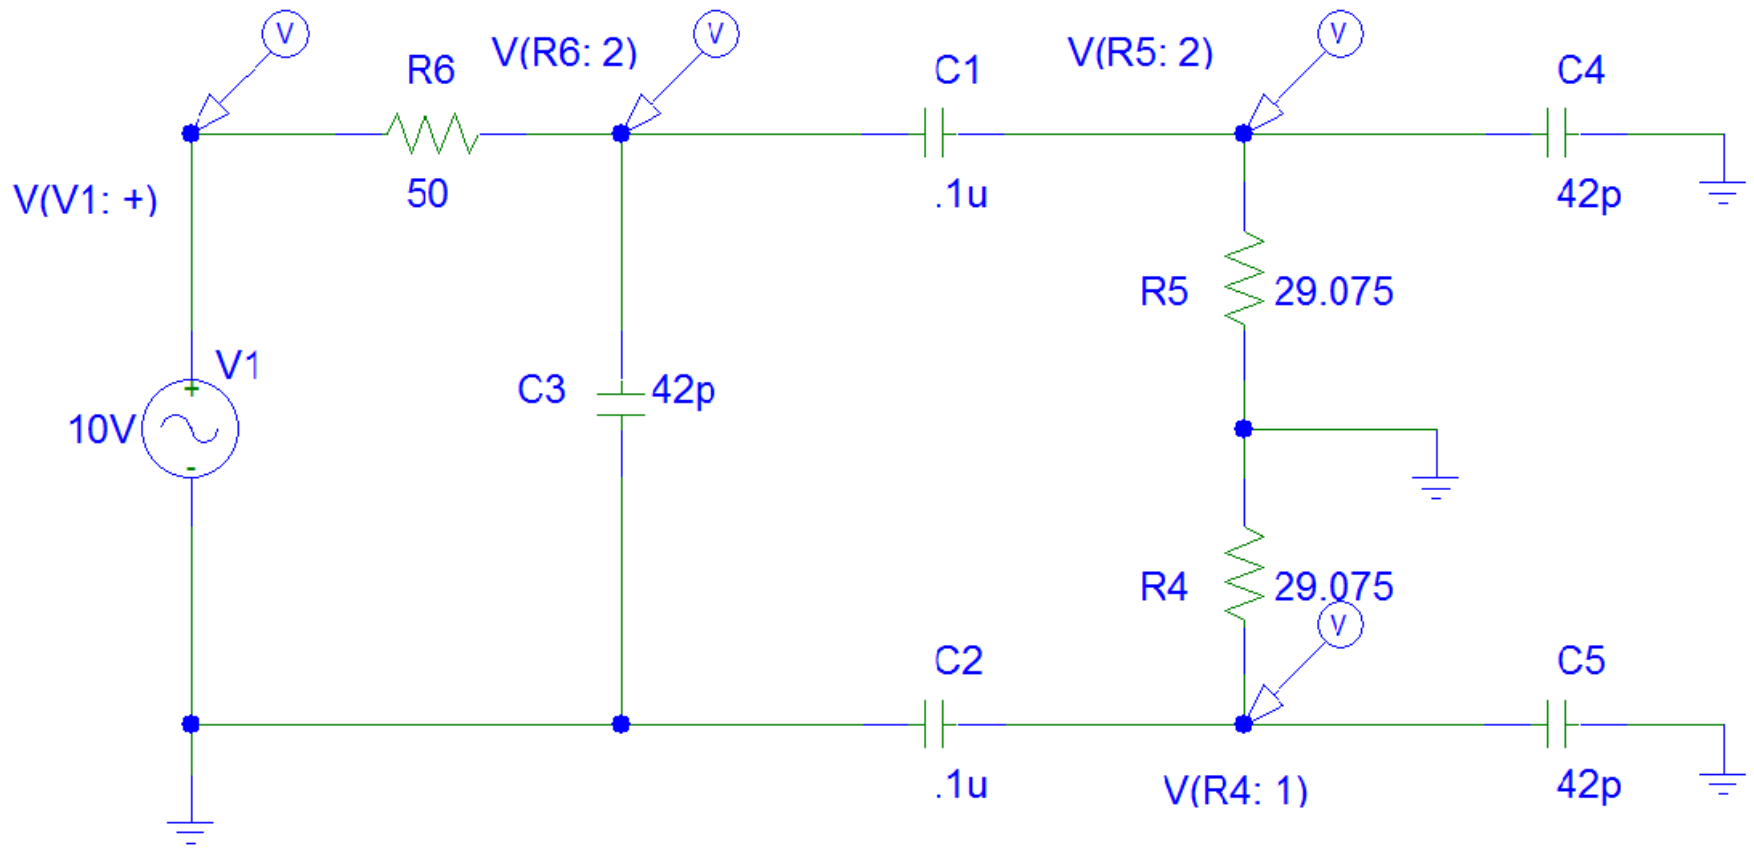 V
V
V
V(R6: 2)
V(R5: 2)
R6
C1
C4
V(V1: +)
50
.1u
42p
R5
29.075
V1
+
10V
-
C3
42p
R4
29.075
V
C2
C5
.1u
V(R4: 1)
42p